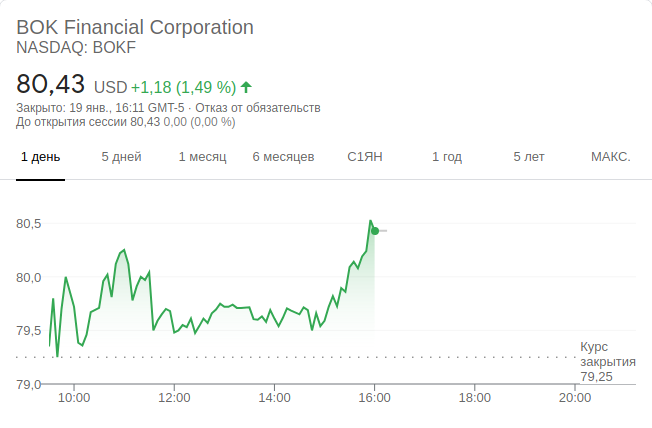 BOK Financial Corporation
NASDAQ: BOKF
80,43 USD +1,18 (1,49 %)
Закрыто: 19 янв., 16:11 GMT-5 · Отказ от обязательств
До открытия сессии 80,43 0,00 (0,00 %)
1 день 5 дней 1 месяц 6 месяцев С1ЯН 1 год 5 лет МАКС.
80,5
80,0
79,5
Курс
закрытия
79,25
79,0
10:00 12:00 14:00 16:00 18:00 20:00